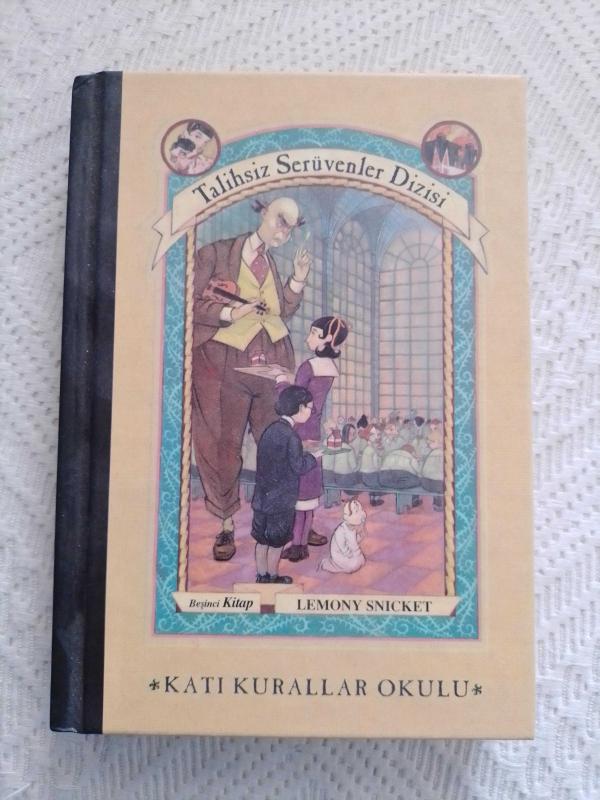 Talihsiz Serüvenler Dizisi
Beşinci Kitap
LEMONY SNICKET
*KATI KURALLAR OKULU*